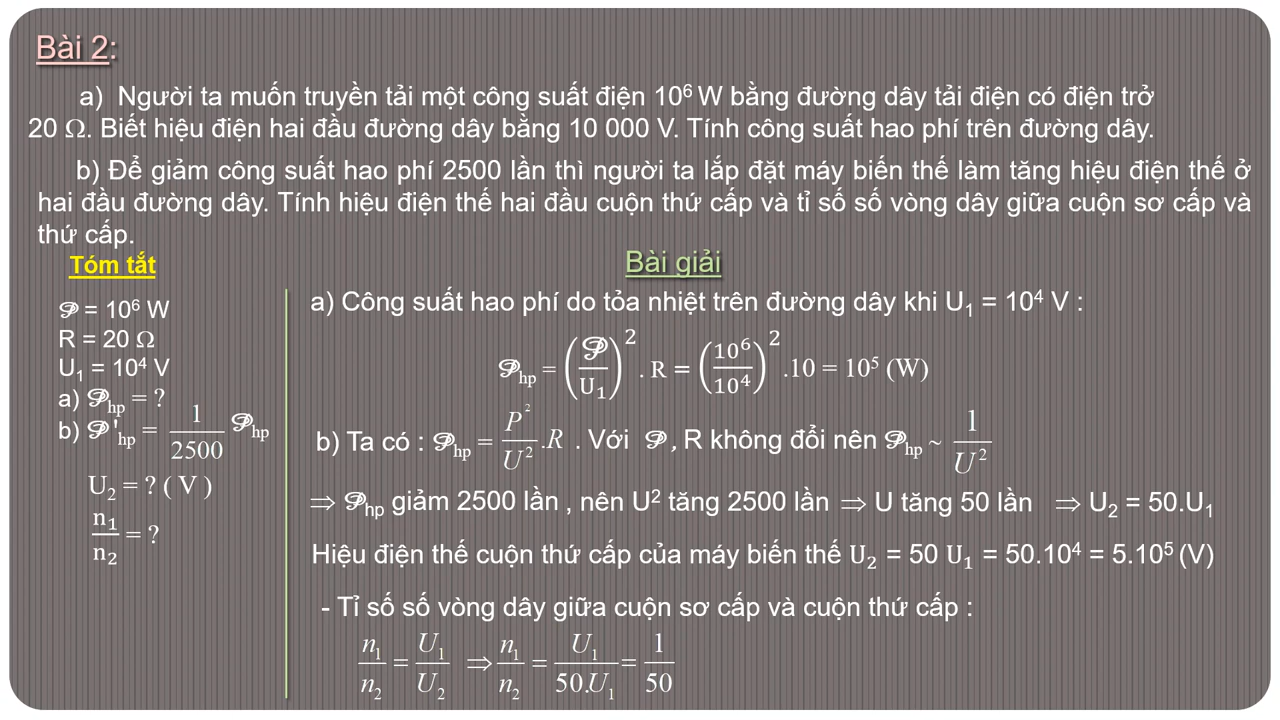 Bài 2:
a) Người ta muốn truyền tải một công suất điện 10⁶ W bằng đường dây tải điện có điện trở
20 Ω. Biết hiệu điện hai đầu đường dây bằng 10 000 V. Tính công suất hao phí trên đường dây.
b) Để giảm công suất hao phí 2500 lần thì người ta lắp đặt máy biến thế làm tăng hiệu điện thế ở
hai đầu đường dây. Tính hiệu điện thế hai đầu cuộn thứ cấp và tỉ số số vòng dây giữa cuộn sơ cấp và
thứ cấp.
Tóm tắt
𝒫 = 10⁶ W
R = 20 Ω
U₁ = 10⁴ V
a) 𝒫hp = ?
b) 𝒫'hp = 1/2500 𝒫hp
U₂ = ? ( V )
n₁/n₂ = ?
Bài giải
a) Công suất hao phí do tỏa nhiệt trên đường dây khi U₁ = 10⁴ V :
𝒫hp = (𝒫/U₁)² . R = (10⁶/10⁴)² .10 = 10⁵ (W)
b) Ta có : 𝒫hp = P²/U² .R . Với 𝒫 , R không đổi nên 𝒫hp ~ 1/U²
⇒ 𝒫hp giảm 2500 lần , nên U² tăng 2500 lần ⇒ U tăng 50 lần ⇒ U₂ = 50.U₁
Hiệu điện thế cuộn thứ cấp của máy biến thế U₂ = 50 U₁ = 50.10⁴ = 5.10⁵ (V)
- Tỉ số số vòng dây giữa cuộn sơ cấp và cuộn thứ cấp :
n₁/n₂ = U₁/U₂ ⇒ n₁/n₂ = U₁/50.U₁ = 1/50